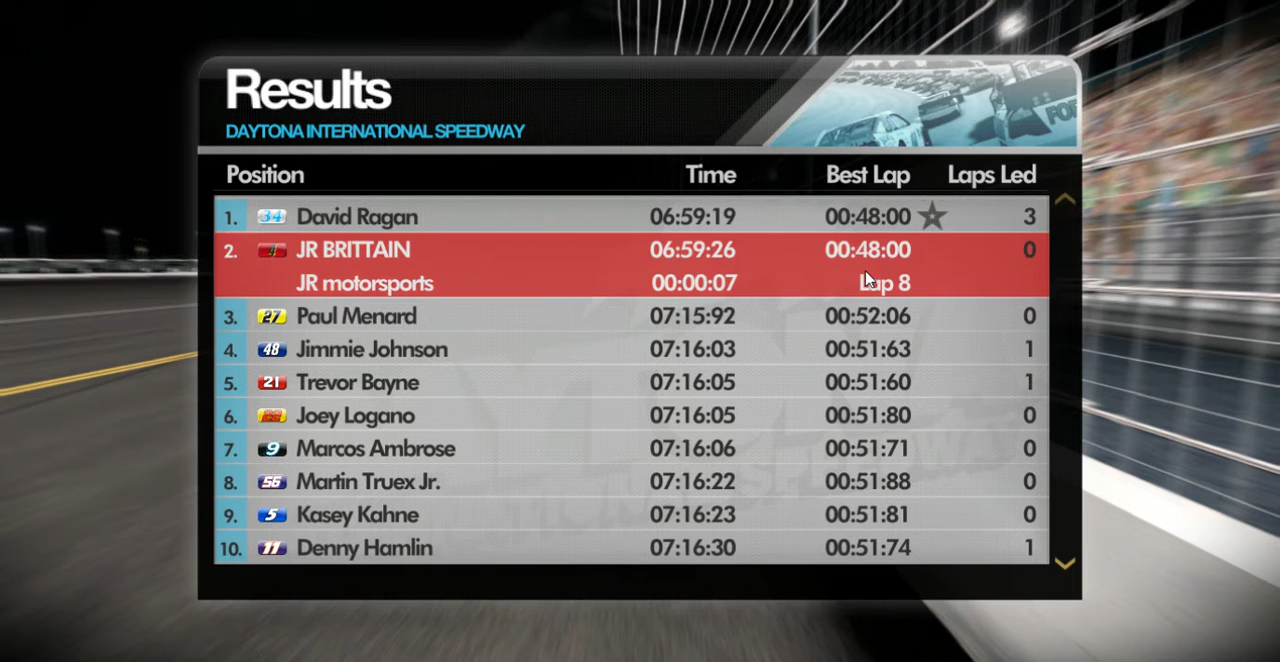 Results
DAYTONA INTERNATIONAL SPEEDWAY
Position Time Best Lap Laps Led
1. 34 David Ragan 06:59:19 00:48:00 3
2. 4 JR BRITTAIN 06:59:26 00:48:00 0
JR motorsports 00:00:07 Lap 8
3. 27 Paul Menard 07:15:92 00:52:06 0
4. 48 Jimmie Johnson 07:16:03 00:51:63 1
5. 21 Trevor Bayne 07:16:05 00:51:60 1
6. 22 Joey Logano 07:16:05 00:51:80 0
7. 9 Marcos Ambrose 07:16:06 00:51:71 0
8. 56 Martin Truex Jr. 07:16:22 00:51:88 0
9. 5 Kasey Kahne 07:16:23 00:51:81 0
10. 11 Denny Hamlin 07:16:30 00:51:74 1